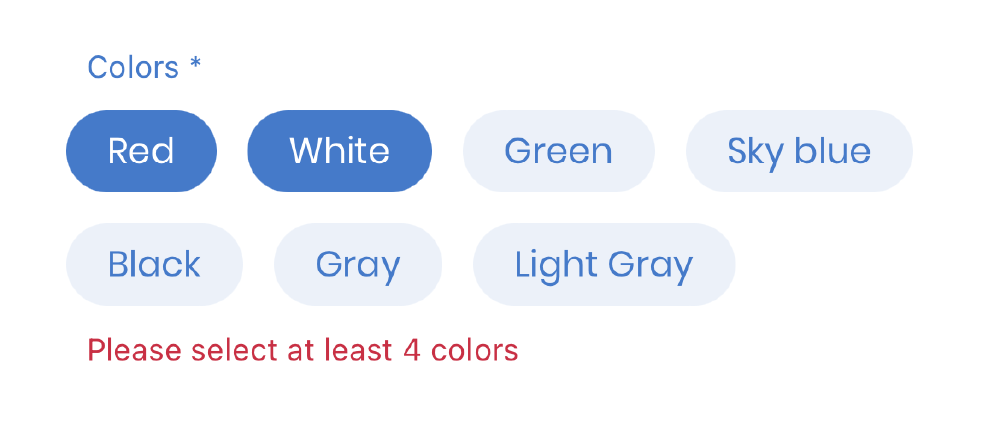 Colors *
Red White Green Sky blue
Black Gray Light Gray
Please select at least 4 colors